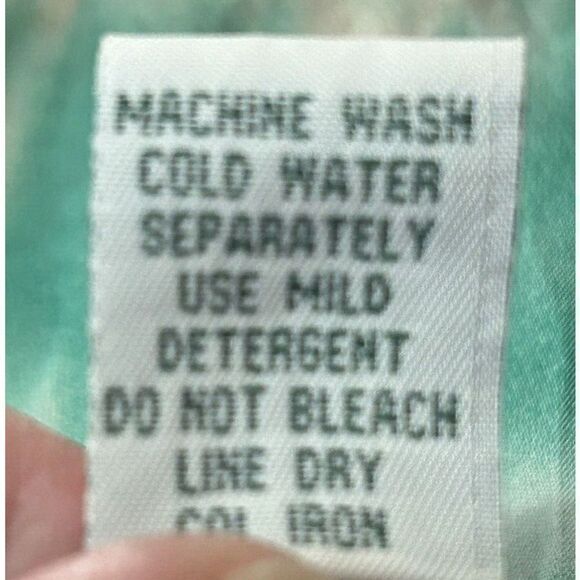 MACHINE WASH
COLD WATER
SEPARATELY
USE MILD
DETERGENT
DO NOT BLEACH
LINE DRY
IRON